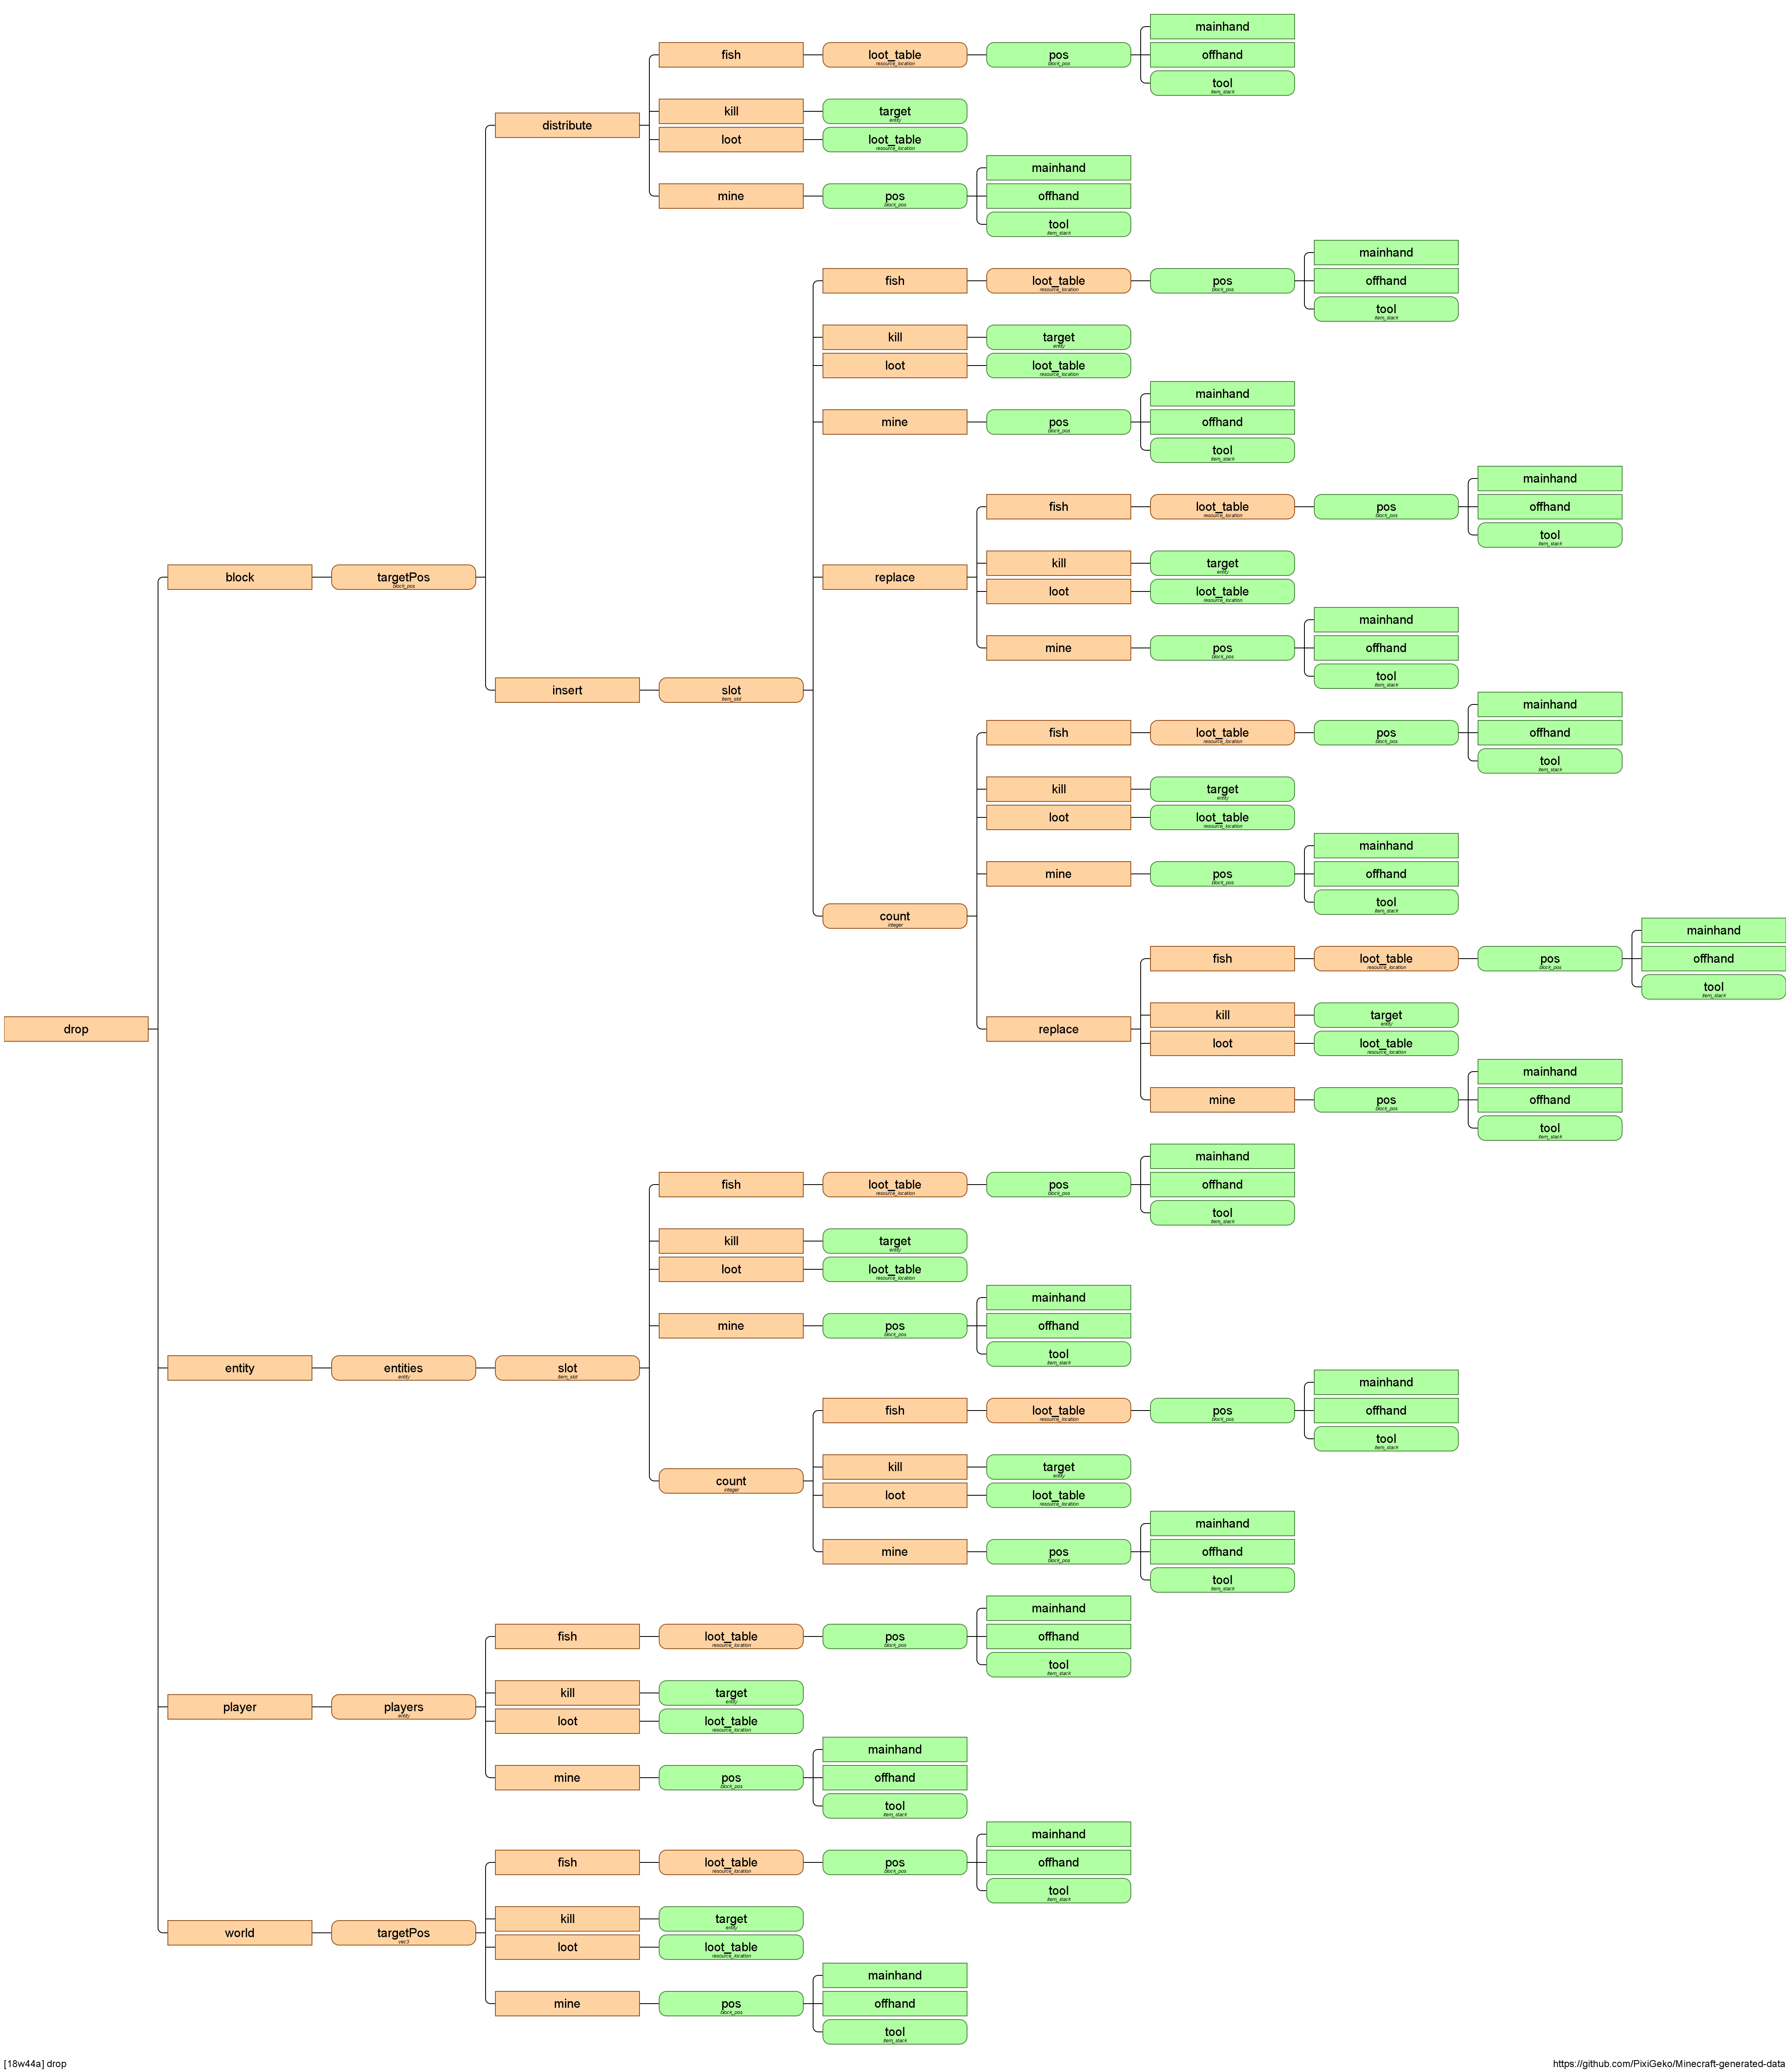 mainhand
fish
loot_table
resource_location
pos
block_pos
offhand
tool
item_stack
kill
target
entity
distribute
loot
loot_table
resource_location
mainhand
mine
pos
block_pos
offhand
tool
item_stack
mainhand
fish
loot_table
resource_location
pos
block_pos
offhand
tool
item_stack
kill
target
entity
loot
loot_table
resource_location
mainhand
mine
pos
block_pos
offhand
tool
item_stack
mainhand
fish
loot_table
resource_location
pos
block_pos
offhand
tool
item_stack
kill
target
entity
block
targetPos
block_pos
replace
loot
loot_table
resource_location
mainhand
mine
pos
block_pos
offhand
tool
item_stack
insert
slot
item_slot
mainhand
fish
loot_table
resource_location
pos
block_pos
offhand
tool
item_stack
kill
target
entity
loot
loot_table
resource_location
mainhand
mine
pos
block_pos
offhand
tool
item_stack
count
integer
mainhand
fish
loot_table
resource_location
pos
block_pos
offhand
tool
item_stack
kill
target
entity
drop
replace
loot
loot_table
resource_location
mainhand
mine
pos
block_pos
offhand
tool
item_stack
mainhand
fish
loot_table
resource_location
pos
block_pos
offhand
tool
item_stack
kill
target
entity
loot
loot_table
resource_location
mainhand
mine
pos
block_pos
offhand
tool
item_stack
entity
entities
entity
slot
item_slot
mainhand
fish
loot_table
resource_location
pos
block_pos
offhand
tool
item_stack
kill
target
entity
count
integer
loot
loot_table
resource_location
mainhand
mine
pos
block_pos
offhand
tool
item_stack
mainhand
fish
loot_table
resource_location
pos
block_pos
offhand
tool
item_stack
kill
target
entity
player
players
entity
loot
loot_table
resource_location
mainhand
mine
pos
block_pos
offhand
tool
item_stack
mainhand
fish
loot_table
resource_location
pos
block_pos
offhand
tool
item_stack
kill
target
entity
world
targetPos
vec3
loot
loot_table
resource_location
mainhand
mine
pos
block_pos
offhand
tool
item_stack
[18w44a] drop
https://github.com/PixiGeko/Minecraft-generated-data